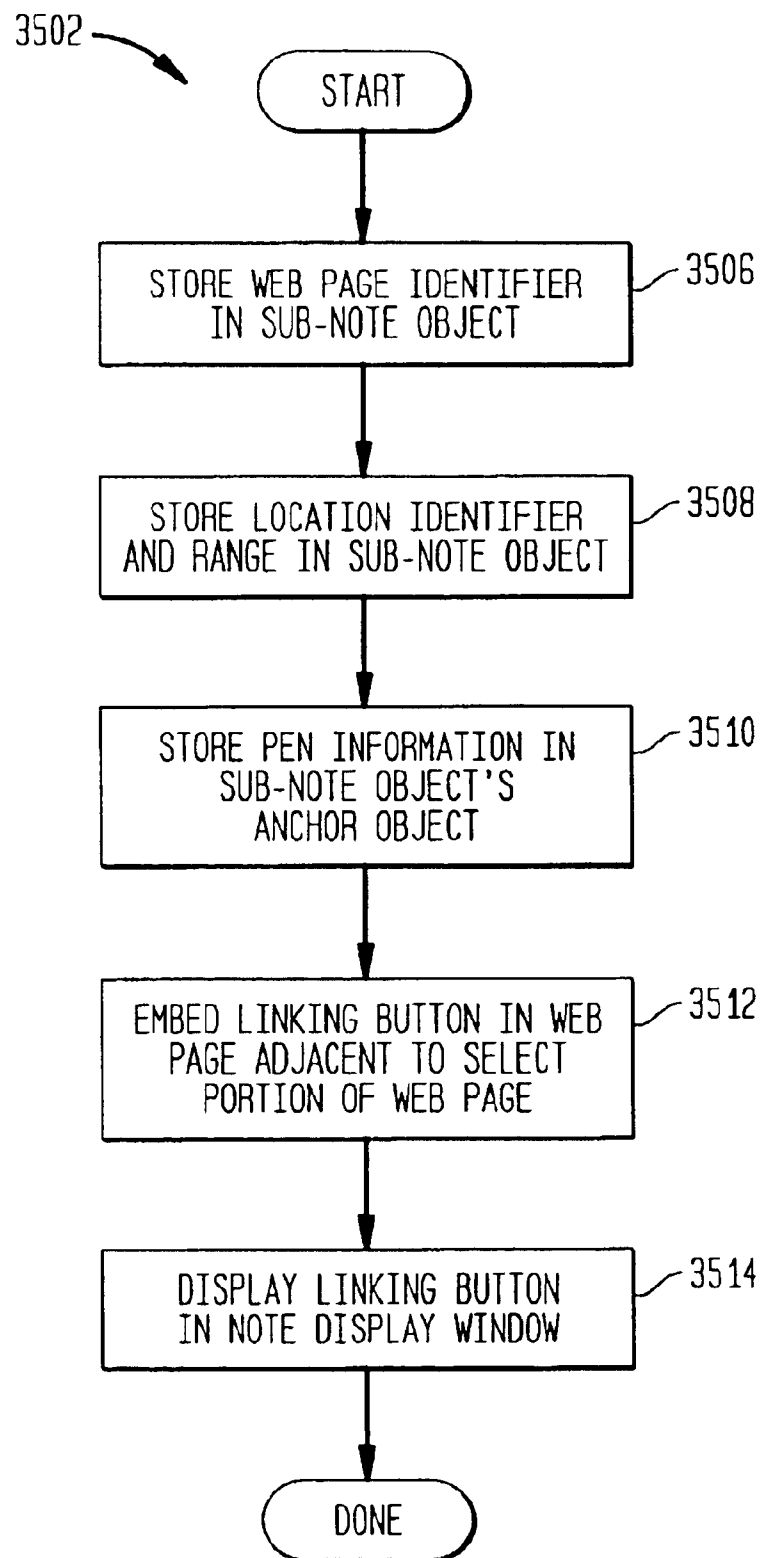 3502
START
STORE WEB PAGE IDENTIFIER
IN SUB-NOTE OBJECT
3506
STORE LOCATION IDENTIFIER
AND RANGE IN SUB-NOTE OBJECT
3508
STORE PEN INFORMATION IN
SUB-NOTE OBJECT'S
ANCHOR OBJECT
3510
EMBED LINKING BUTTON IN WEB
PAGE ADJACENT TO SELECT
PORTION OF WEB PAGE
3512
DISPLAY LINKING BUTTON
IN NOTE DISPLAY WINDOW
3514
DONE